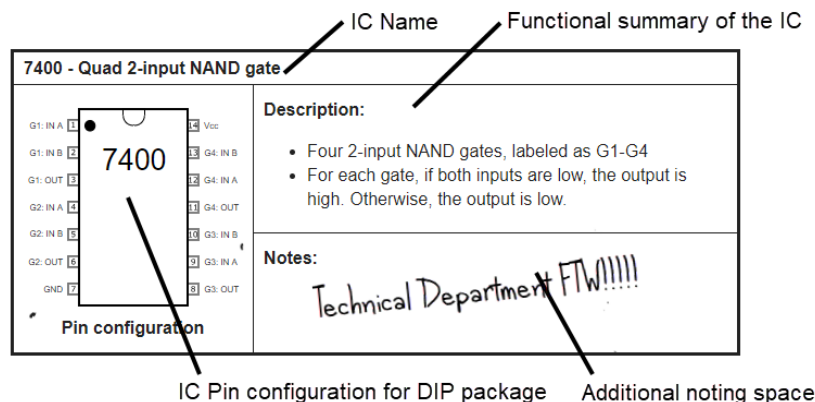 IC Name
Functional summary of the IC
7400 - Quad 2-input NAND gate
Description:
• Four 2-input NAND gates, labeled as G1-G4
• For each gate, if both inputs are low, the output is
high. Otherwise, the output is low.
G1: IN A 1
14 Vcc
G1: IN B 2
13 G4: IN B
G1: OUT 3
12 G4: IN A
G2: IN A 4
11 G4: OUT
G2: IN B 5
10 G3: IN B
G2: OUT 6
9 G3: IN A
GND 7
8 G3: OUT
7400
Pin configuration
Notes:
Technical Department FTW!!!!!
IC Pin configuration for DIP package
Additional noting space